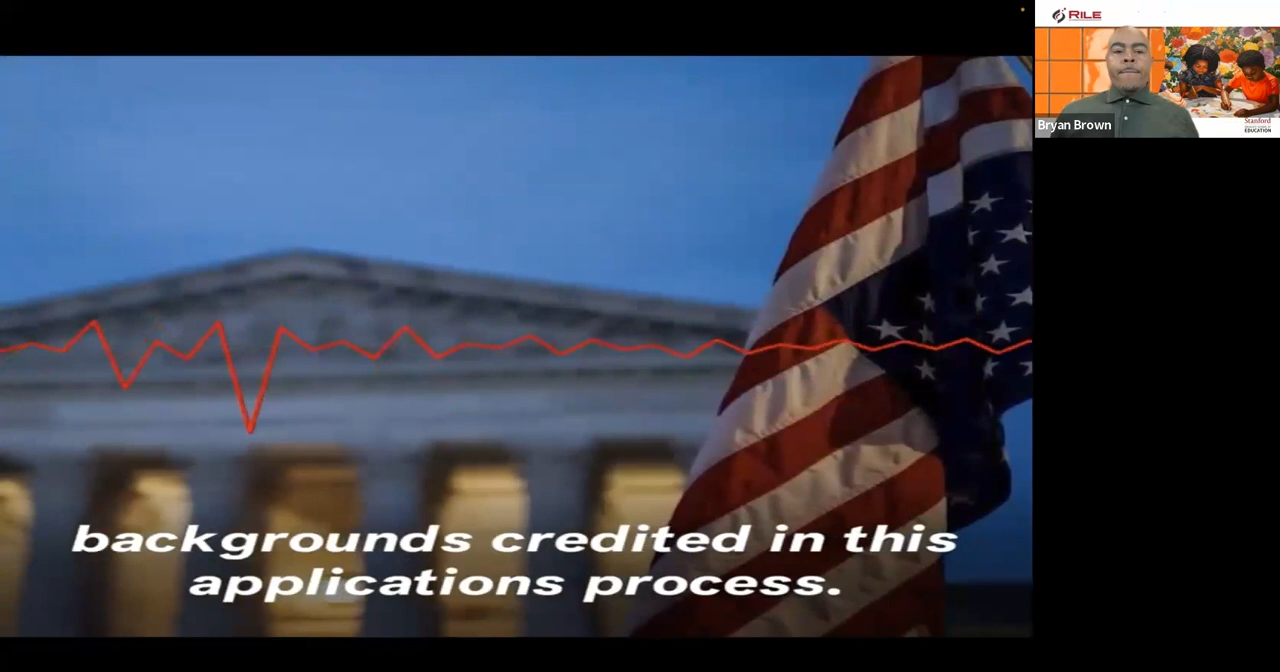 backgrounds credited in this
applications process.
RILE
Bryan Brown
Stanford
EDUCATION